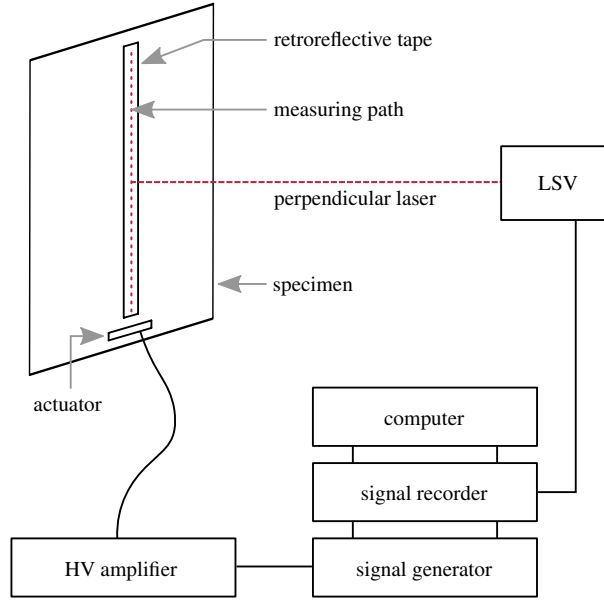 retroreflective tape
measuring path
LSV
perpendicular laser
specimen
actuator
computer
signal recorder
HV amplifier
signal generator